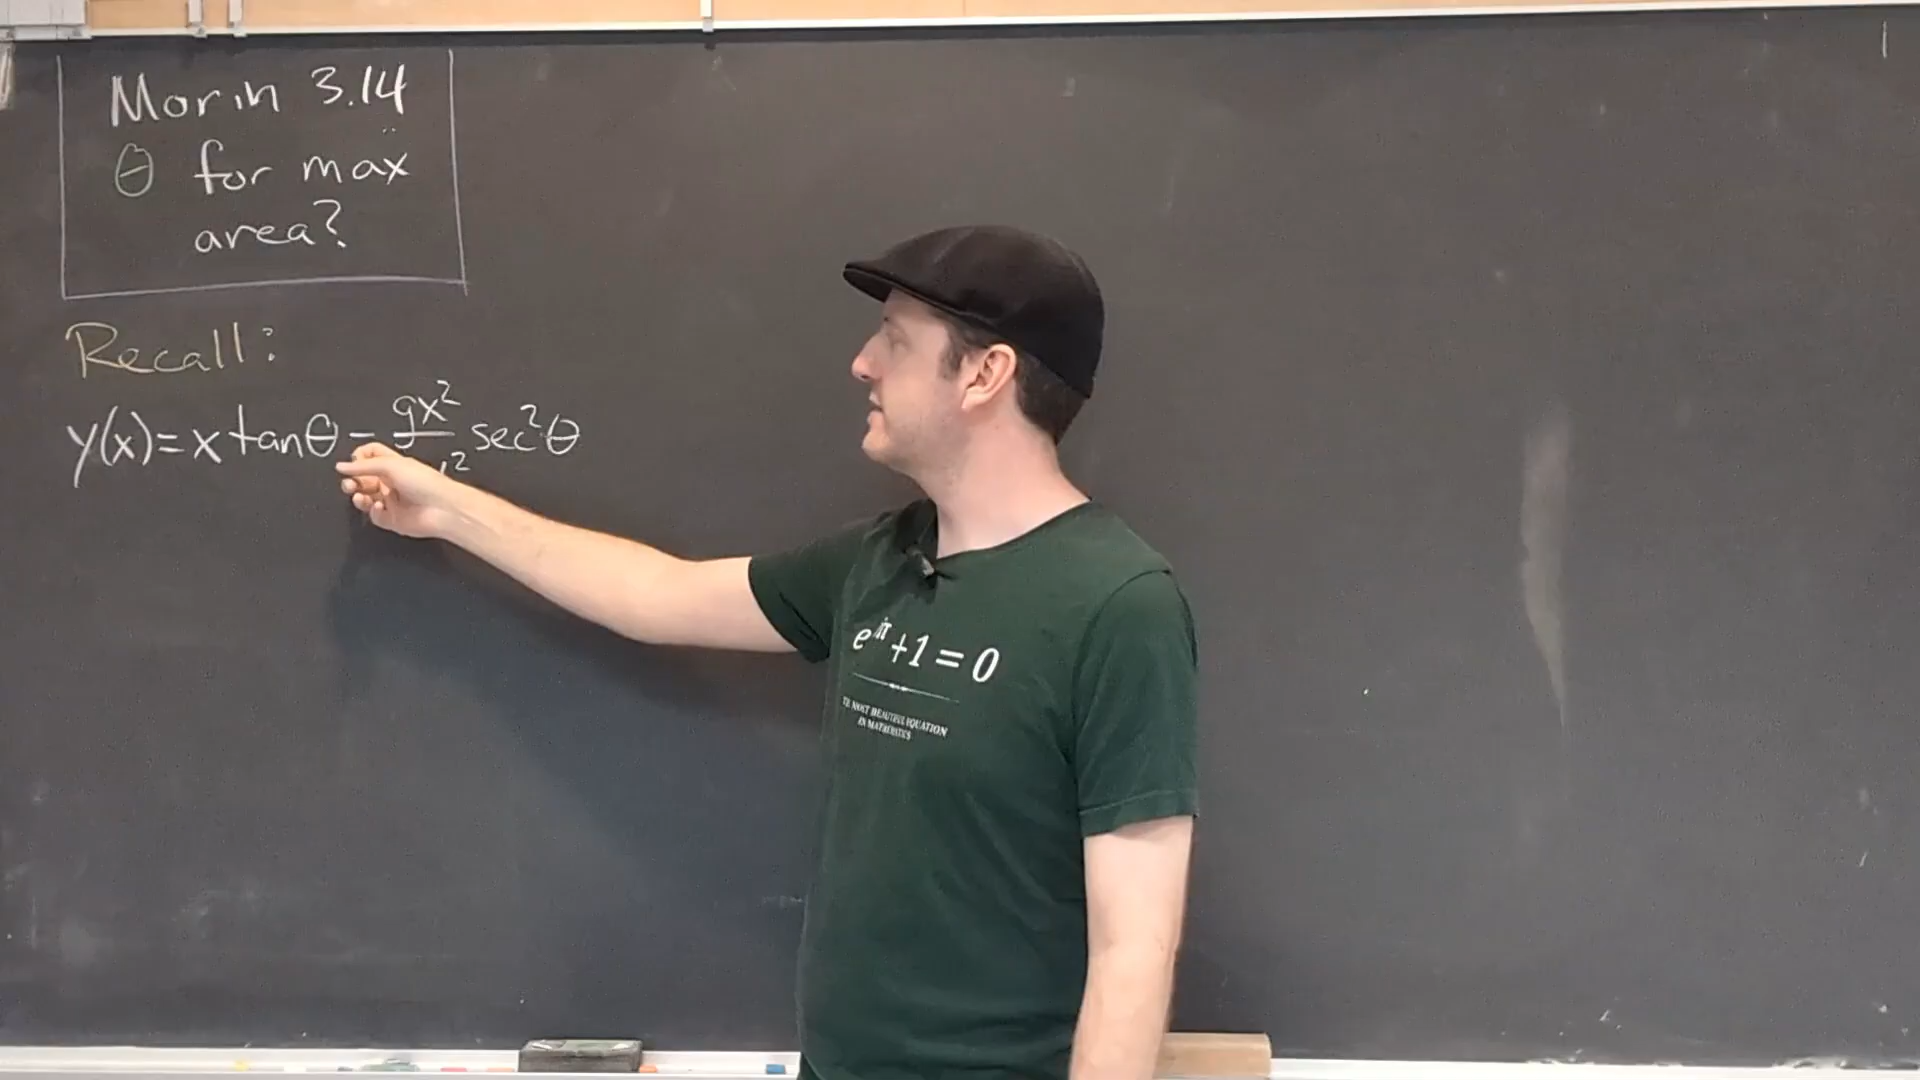 Morin 3.14
θ for max
area?
Recall:
y(x)=x tanθ - gx²/v² sec²θ
e^iπ +1 = 0
THE MOST BEAUTIFUL EQUATION
IN MATHEMATICS